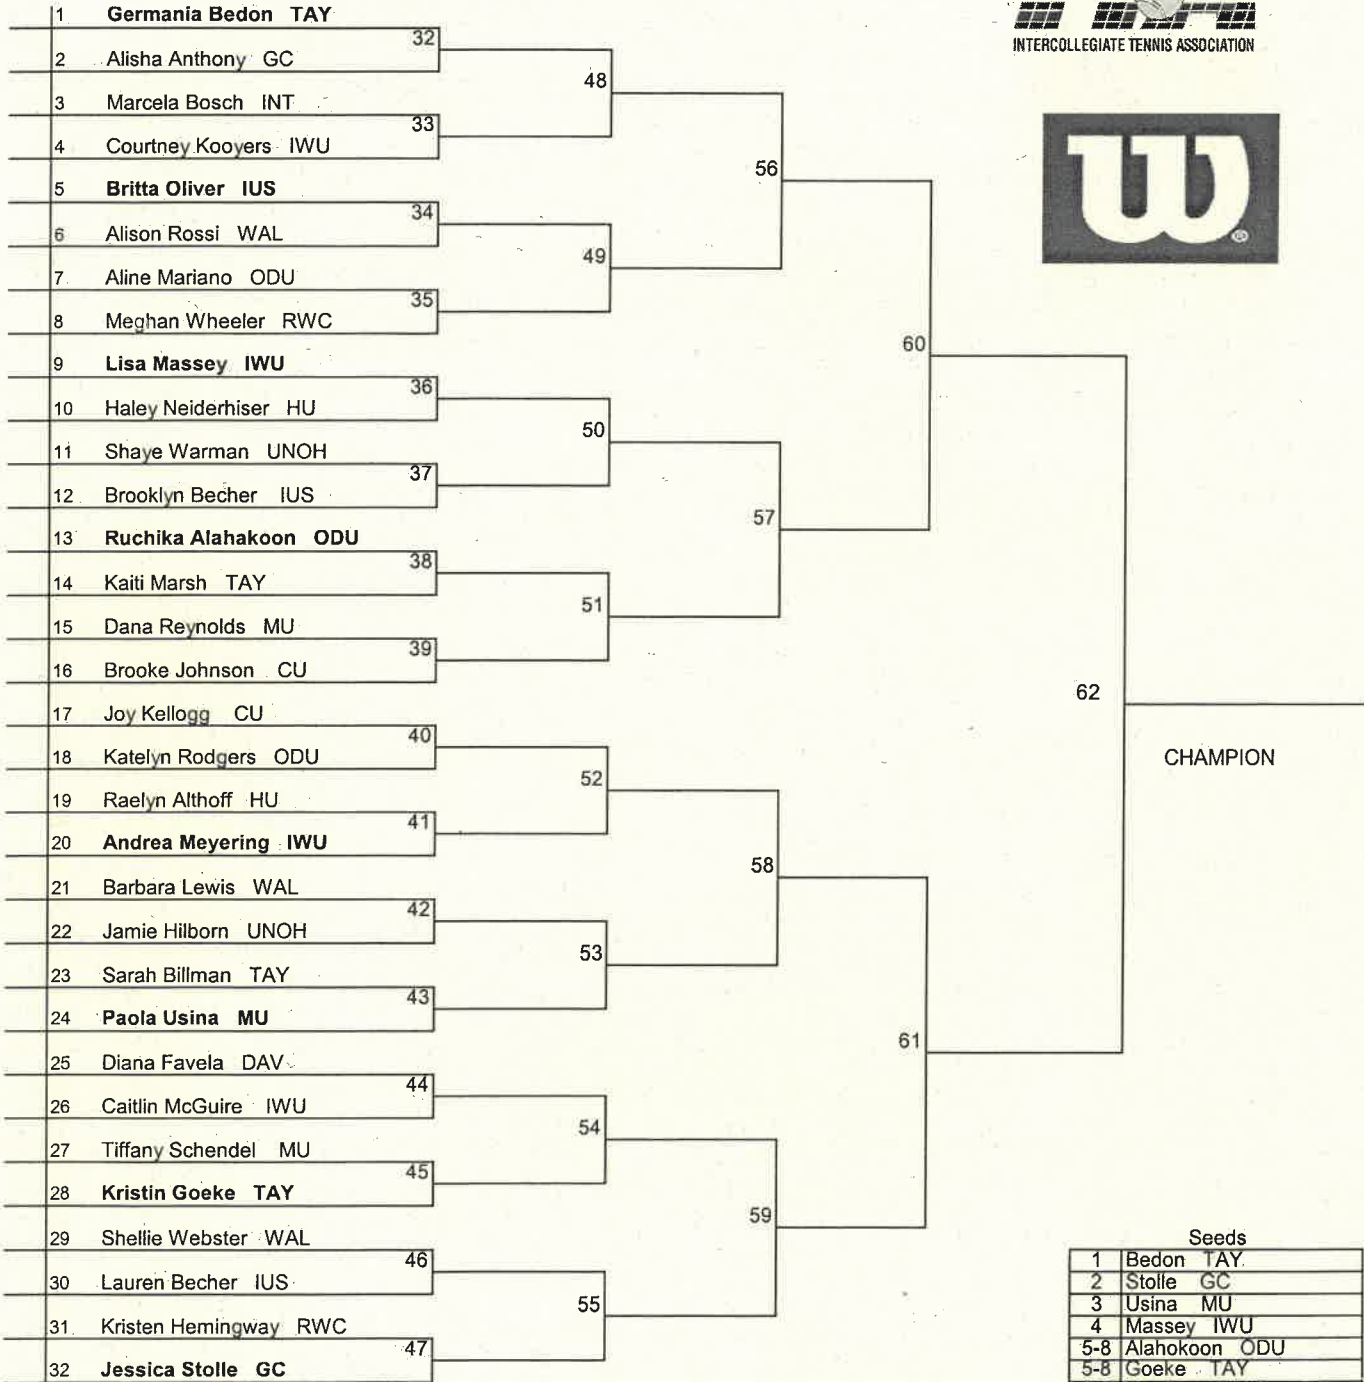 1 Germania Bedon TAY
32
2 Alisha Anthony GC
48
3 Marcela Bosch INT
33
4 Courtney Kooyers IWU
56
5 Britta Oliver IUS
34
6 Alison Rossi WAL
49
7 Aline Mariano ODU
35
8 Meghan Wheeler RWC
60
9 Lisa Massey IWU
36
10 Haley Neiderhiser HU
50
11 Shaye Warman UNOH
37
12 Brooklyn Becher IUS
57
13 Ruchika Alahakoon ODU
38
14 Kaiti Marsh TAY
51
15 Dana Reynolds MU
39
16 Brooke Johnson CU
62
17 Joy Kellogg CU
40
18 Katelyn Rodgers ODU
52
19 Raelyn Althoff HU
41
20 Andrea Meyering IWU
58
21 Barbara Lewis WAL
42
22 Jamie Hilborn UNOH
53
23 Sarah Billman TAY
43
24 Paola Usina MU
61
25 Diana Favela DAV
44
26 Caitlin McGuire IWU
54
27 Tiffany Schendel MU
45
28 Kristin Goeke TAY
59
29 Shellie Webster WAL
46
30 Lauren Becher IUS
55
31 Kristen Hemingway RWC
47
32 Jessica Stolle GC
INTERCOLLEGIATE TENNIS ASSOCIATION
W ®
CHAMPION
Seeds
1 Bedon TAY
2 Stolle GC
3 Usina MU
4 Massey IWU
5-8 Alahokoon ODU
5-8 Goeke TAY